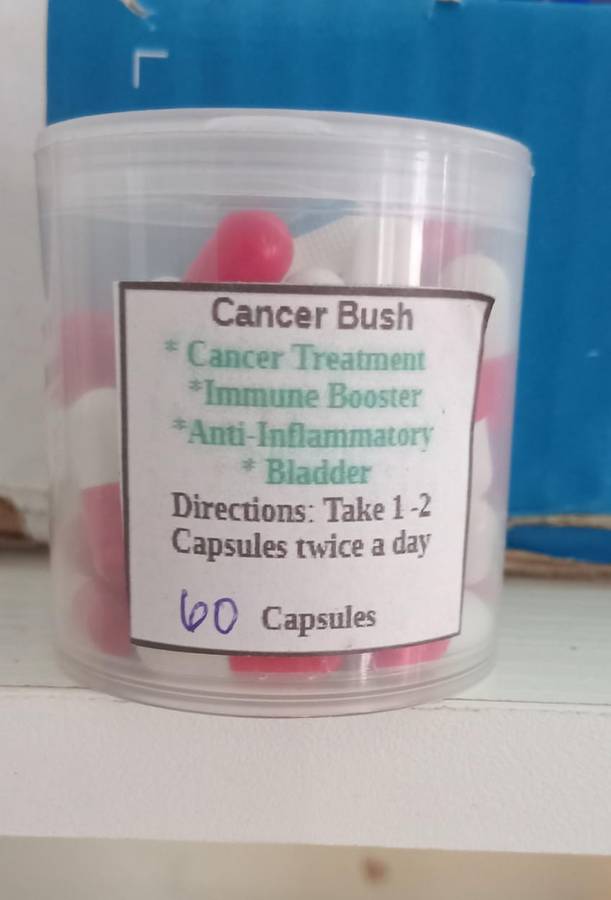 Cancer Bush
* Cancer Treatment
*Immune Booster
*Anti-Inflammatory
* Bladder
Directions: Take 1-2
Capsules twice a day
60 Capsules